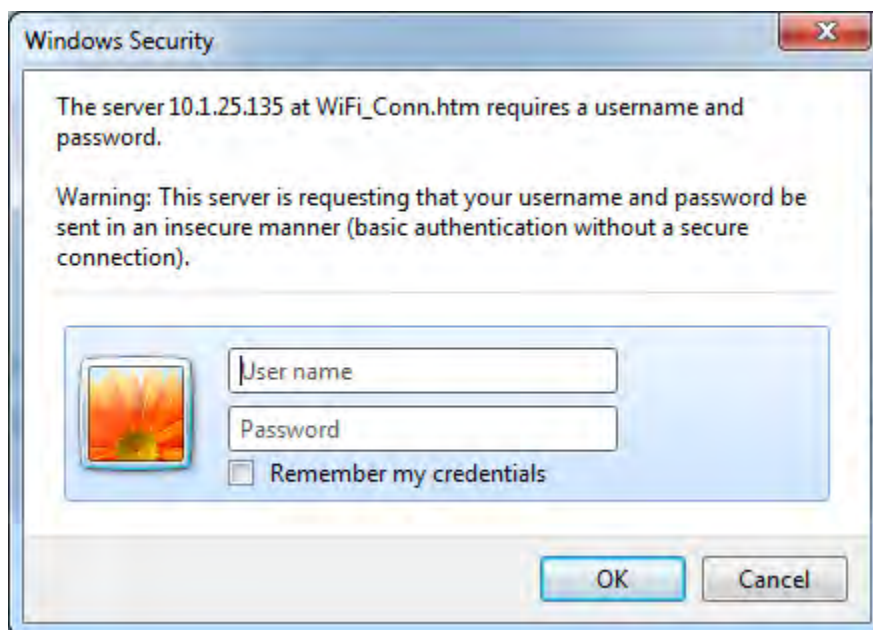 Windows Security
The server 10.1.25.135 at WiFi_Conn.htm requires a username and
password.
Warning: This server is requesting that your username and password be
sent in an insecure manner (basic authentication without a secure
connection).
User name
Password
Remember my credentials
OK
Cancel